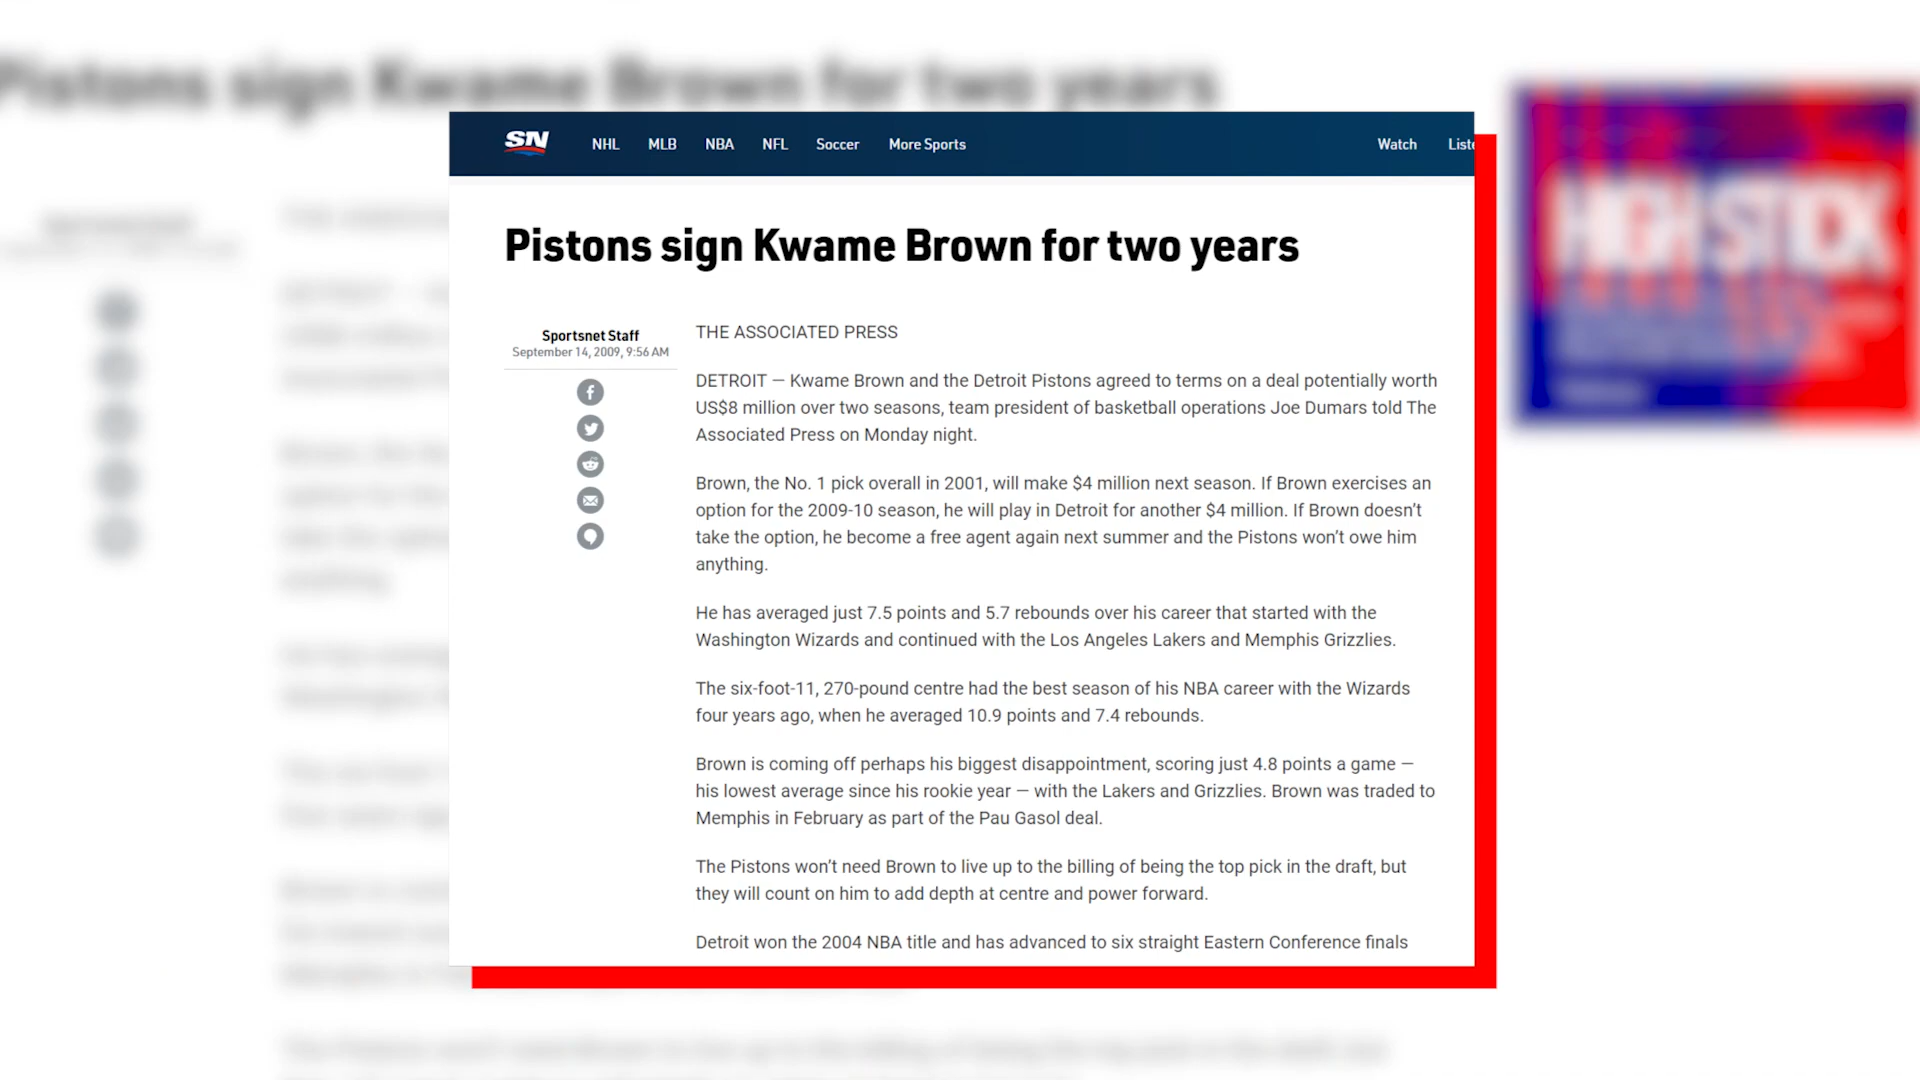 Pistons sign Kwame Brown for two years
SN NHL MLB NBA NFL Soccer More Sports Watch
Pistons sign Kwame Brown for two years
Sportsnet Staff
September 14, 2009, 9:56 AM
THE ASSOCIATED PRESS
DETROIT — Kwame Brown and the Detroit Pistons agreed to terms on a deal potentially worth
US$8 million over two seasons, team president of basketball operations Joe Dumars told The
Associated Press on Monday night.
Brown, the No. 1 pick overall in 2001, will make $4 million next season. If Brown exercises an
option for the 2009-10 season, he will play in Detroit for another $4 million. If Brown doesn't
take the option, he become a free agent again next summer and the Pistons won't owe him
anything.
He has averaged just 7.5 points and 5.7 rebounds over his career that started with the
Washington Wizards and continued with the Los Angeles Lakers and Memphis Grizzlies.
The six-foot-11, 270-pound centre had the best season of his NBA career with the Wizards
four years ago, when he averaged 10.9 points and 7.4 rebounds.
Brown is coming off perhaps his biggest disappointment, scoring just 4.8 points a game —
his lowest average since his rookie year — with the Lakers and Grizzlies. Brown was traded to
Memphis in February as part of the Pau Gasol deal.
The Pistons won't need Brown to live up to the billing of being the top pick in the draft, but
they will count on him to add depth at centre and power forward.
Detroit won the 2004 NBA title and has advanced to six straight Eastern Conference finals
HIGH STICK